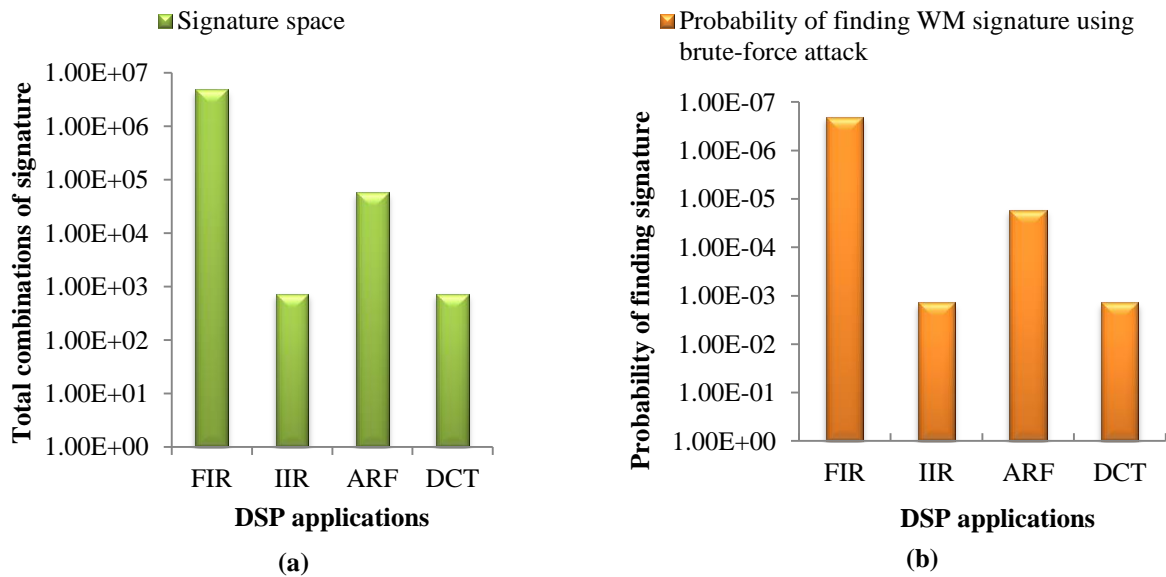 Signature space
Total combinations of signature
1.00E+07
1.00E+06
1.00E+05
1.00E+04
1.00E+03
1.00E+02
1.00E+01
1.00E+00
FIR IIR ARF DCT
DSP applications
(a)
Probability of finding WM signature using
brute-force attack
Probability of finding signature
1.00E-07
1.00E-06
1.00E-05
1.00E-04
1.00E-03
1.00E-02
1.00E-01
1.00E+00
FIR IIR ARF DCT
DSP applications
(b)